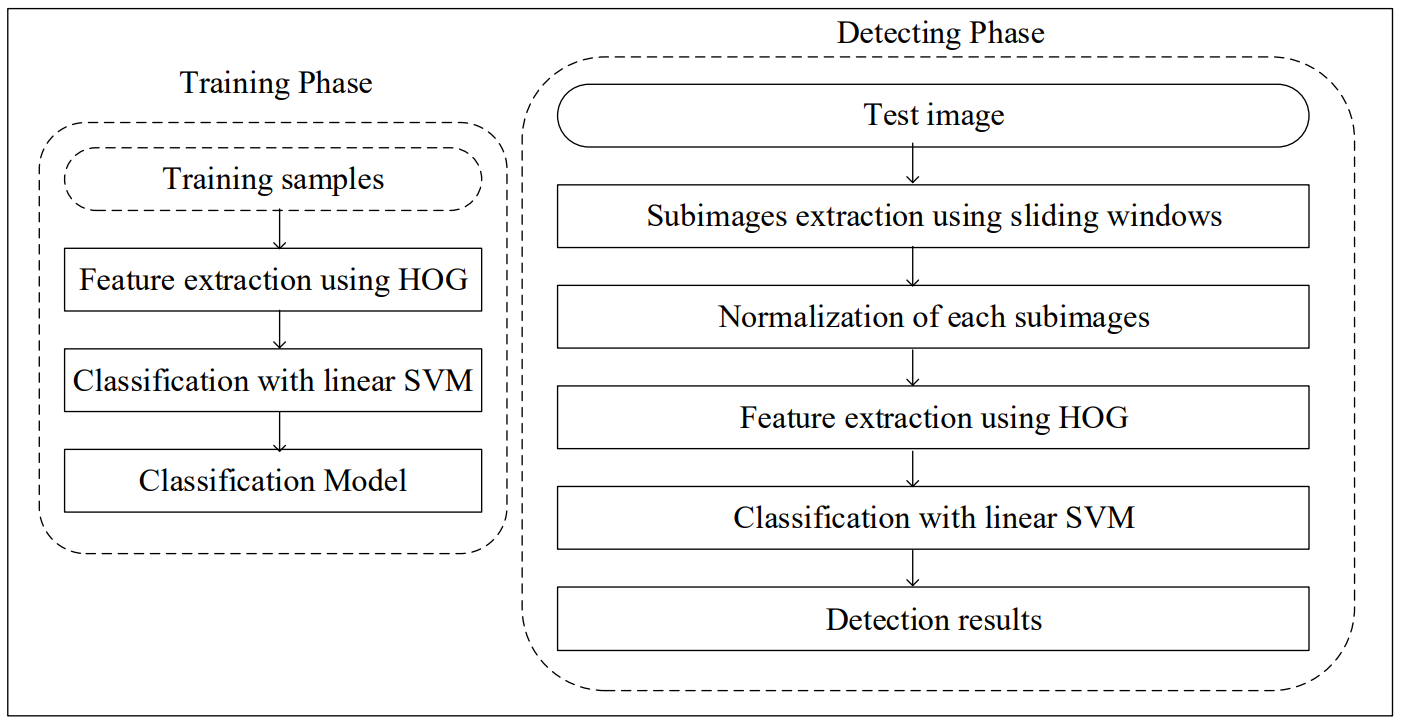 Training Phase
Training samples
Feature extraction using HOG
Classification with linear SVM
Classification Model
Detecting Phase
Test image
Subimages extraction using sliding windows
Normalization of each subimages
Feature extraction using HOG
Classification with linear SVM
Detection results